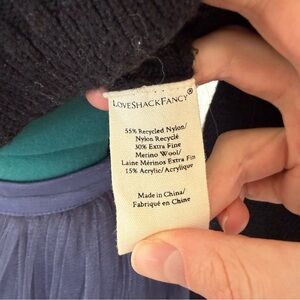 LOVESHACKFANCY®
55% Recycled Nylon/
Nylon Recyclé
30% Extra Fine
Merino Wool/
Laine Mérinos Extra Fin
15% Acrylic/Acrylique
Made in China/
Fabriqué en Chine